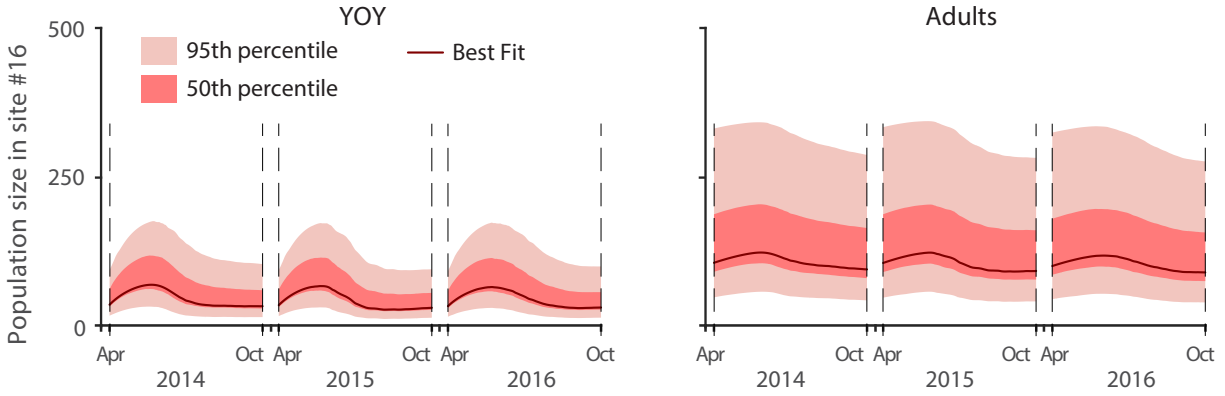 YOY
Adults
Population size in site #16
500
250
0
95th percentile
50th percentile
Best Fit
Apr Oct Apr Oct Apr Oct
2014 2015 2016
Apr Oct Apr Oct Apr Oct
2014 2015 2016